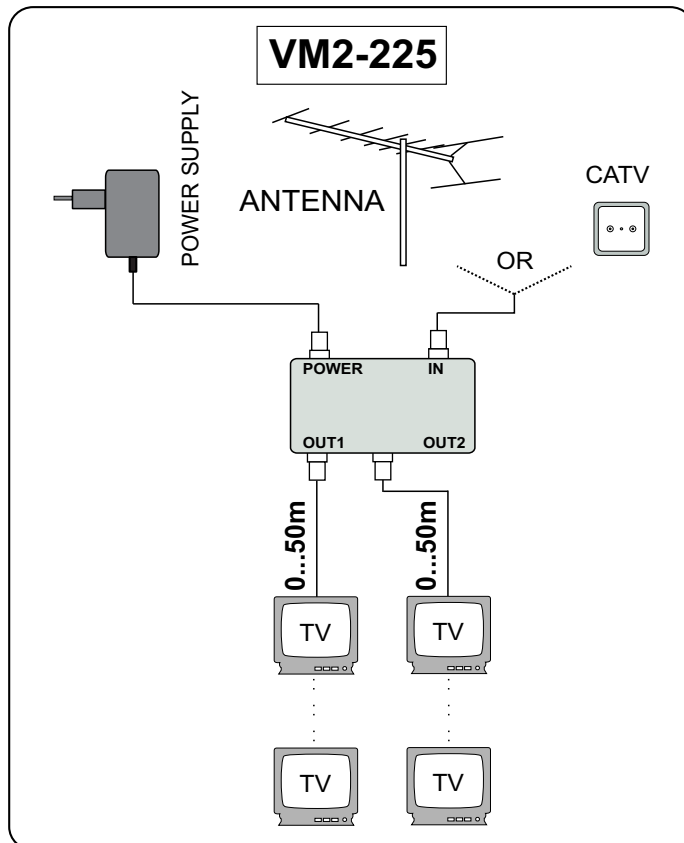 VM2-225
POWER SUPPLY
ANTENNA
CATV
OR
POWER
IN
OUT1
OUT2
0...50m
0...50m
TV
TV
TV
TV